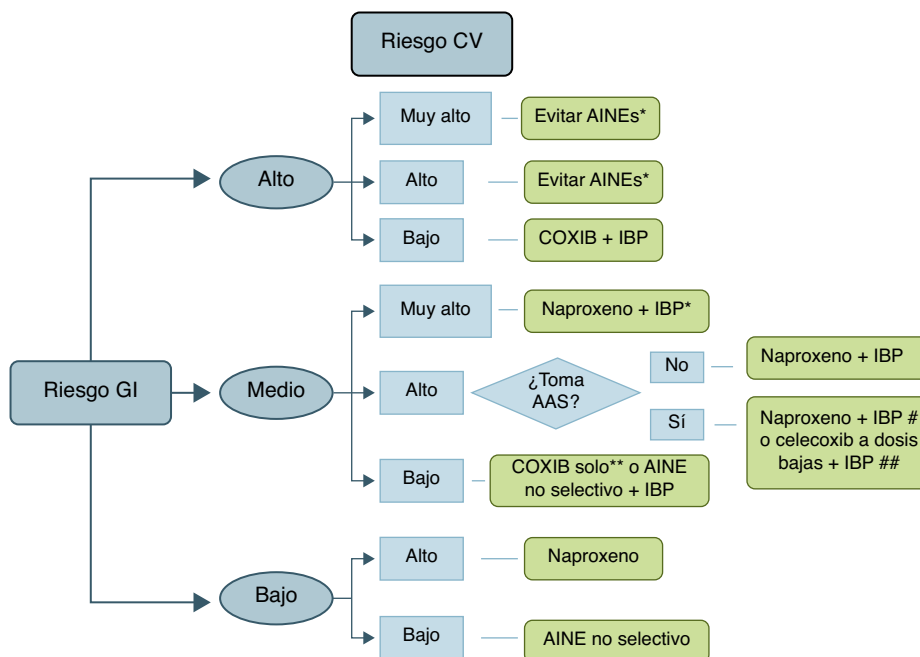 Riesgo CV
Riesgo GI
Alto
Muy alto
Evitar AINEs*
Alto
Evitar AINEs*
Bajo
COXIB + IBP
Medio
Muy alto
Naproxeno + IBP*
Alto
¿Toma
AAS?
No
Naproxeno + IBP
Sí
Naproxeno + IBP #
o celecoxib a dosis
bajas + IBP ##
Bajo
COXIB solo** o AINE
no selectivo + IBP
Bajo
Alto
Naproxeno
Bajo
AINE no selectivo